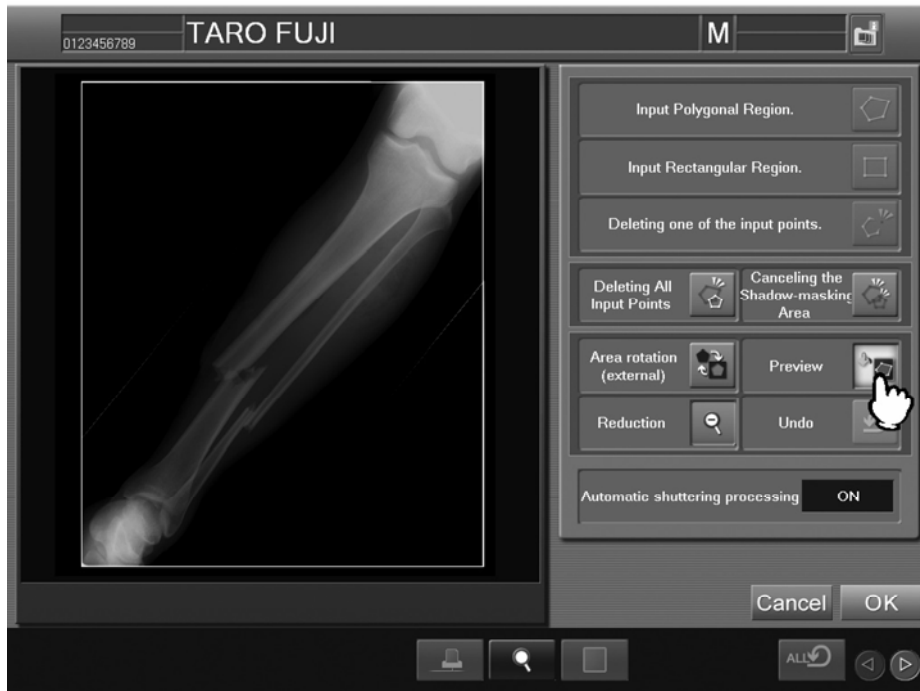 0123456789
TARO FUJI
M
Input Polygonal Region.
Input Rectangular Region.
Deleting one of the input points.
Deleting All
Input Points
Canceling the
Shadow-masking
Area
Area rotation
(external)
Preview
Reduction
Undo
Automatic shuttering processing
ON
Cancel
OK
ALL